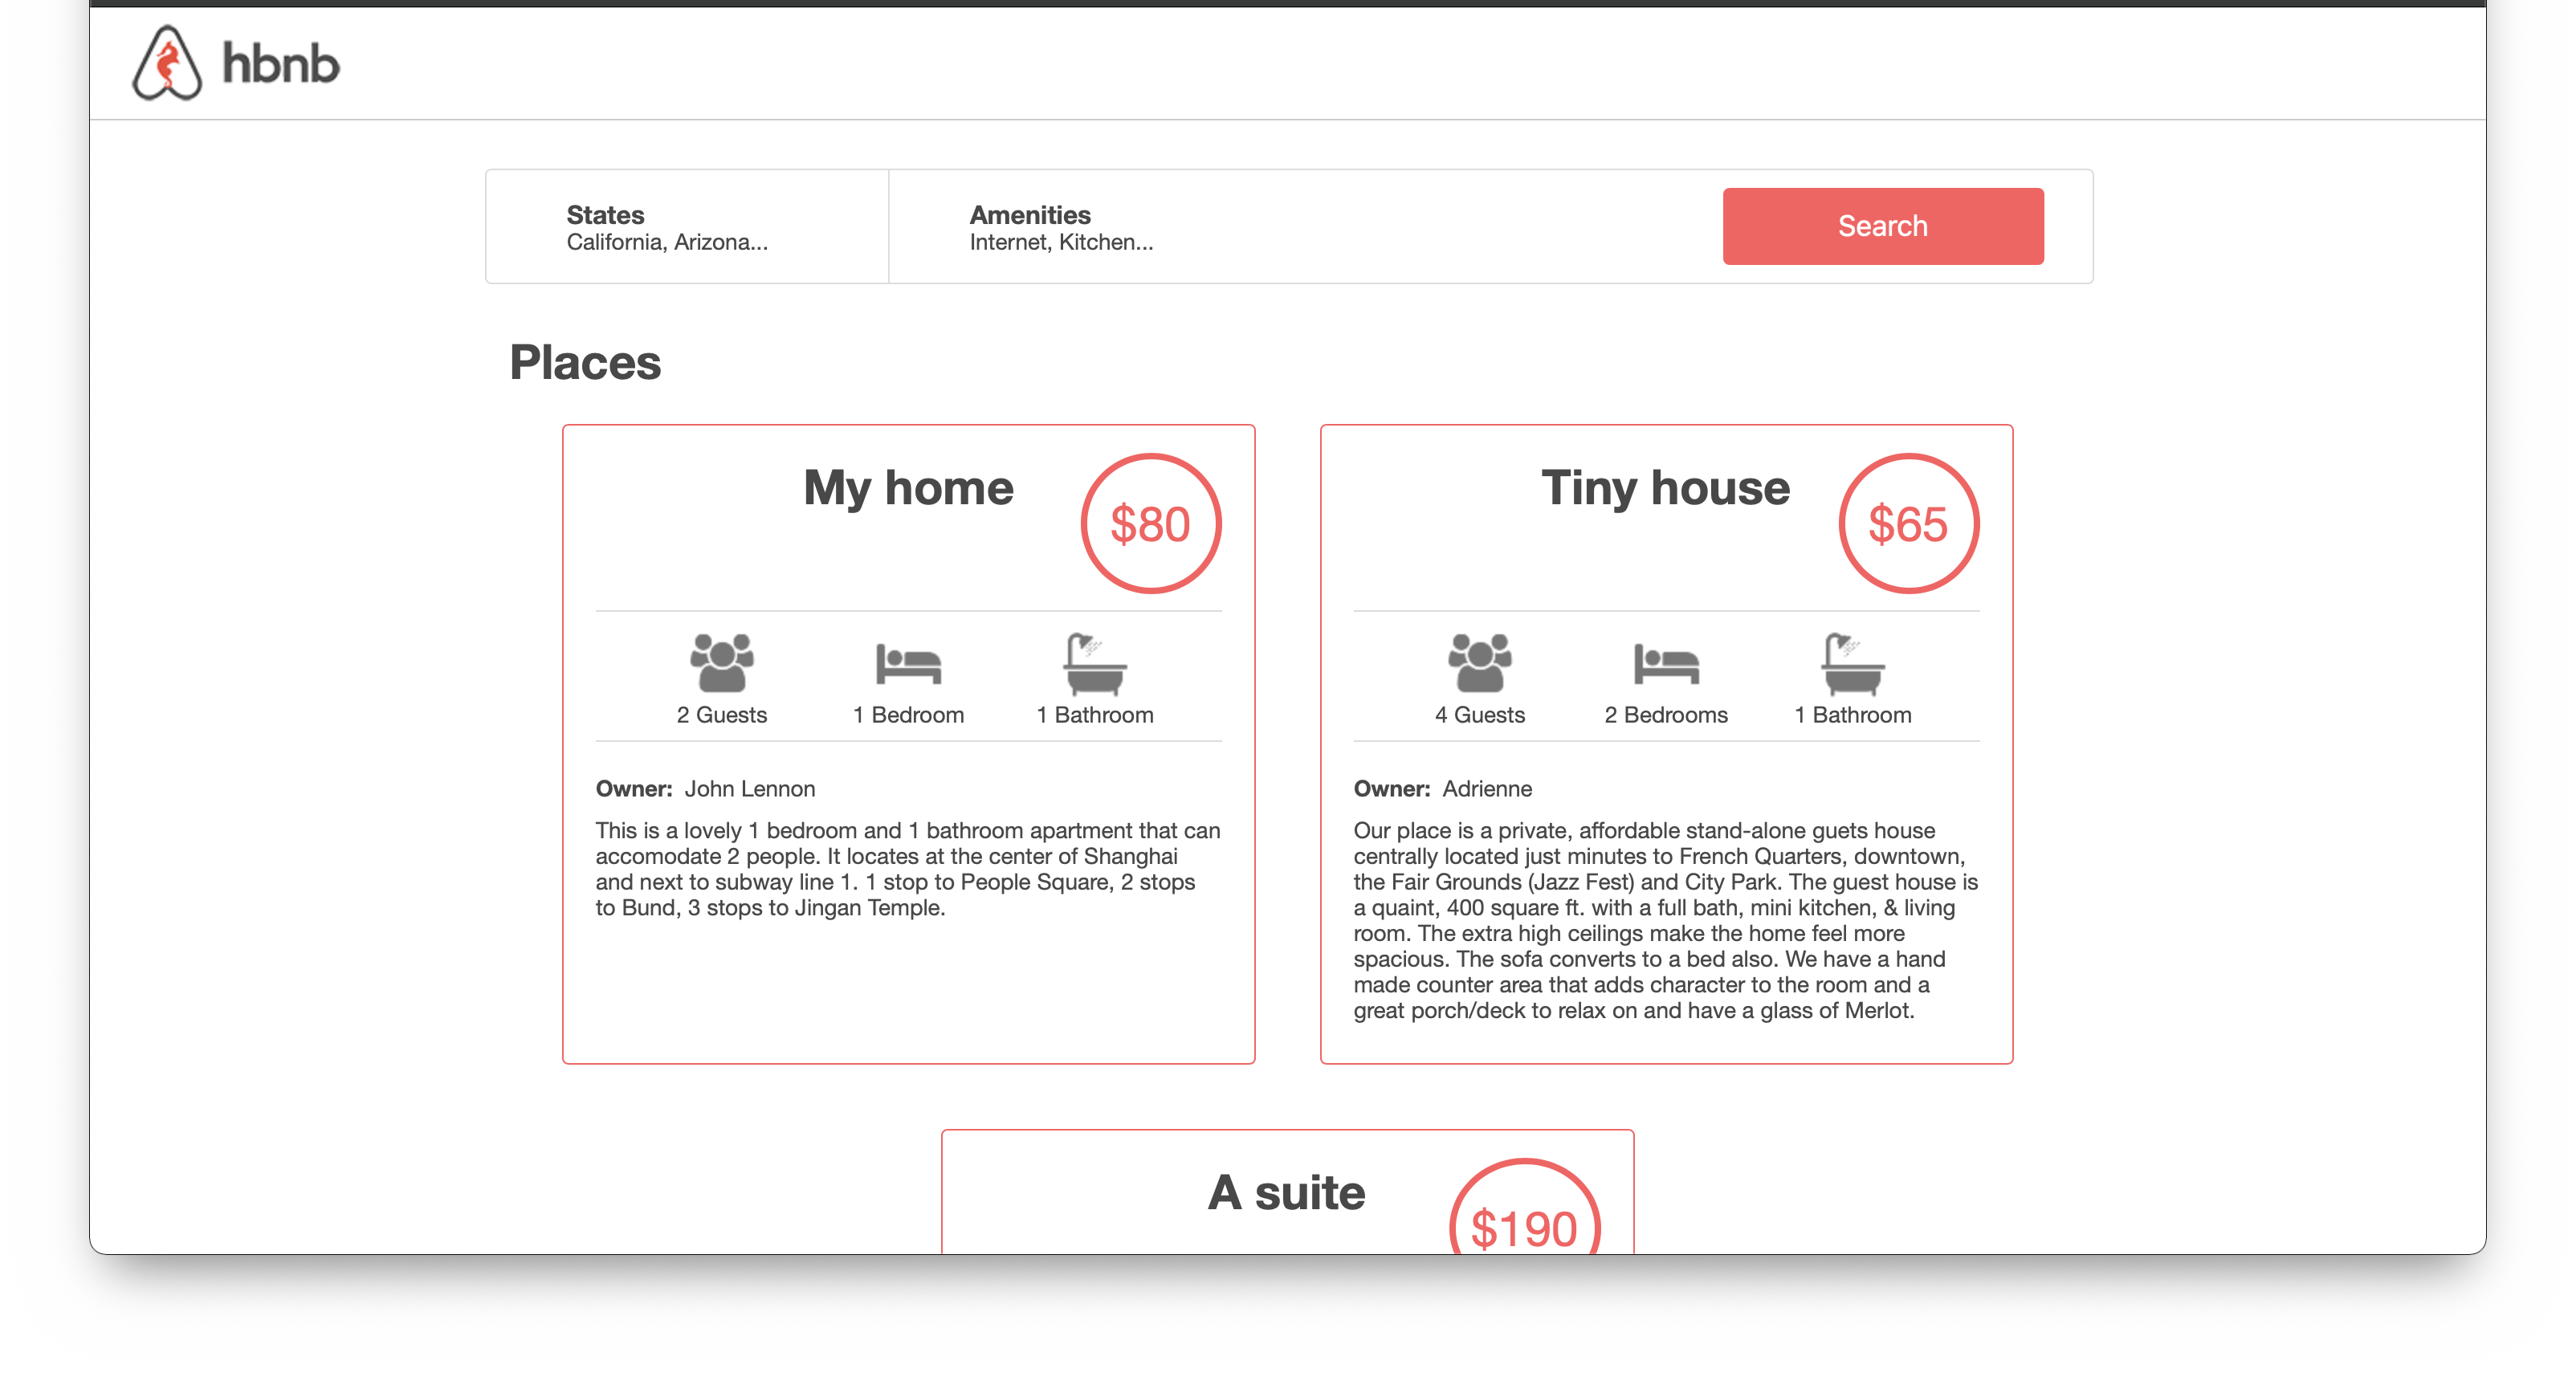 hbnb
States
California, Arizona...
Amenities
Internet, Kitchen...
Search
Places
My home
$80
2 Guests
1 Bedroom
1 Bathroom
Owner: John Lennon
This is a lovely 1 bedroom and 1 bathroom apartment that can
accomodate 2 people. It locates at the center of Shanghai
and next to subway line 1. 1 stop to People Square, 2 stops
to Bund, 3 stops to Jingan Temple.
Tiny house
$65
4 Guests
2 Bedrooms
1 Bathroom
Owner: Adrienne
Our place is a private, affordable stand-alone guets house
centrally located just minutes to French Quarters, downtown,
the Fair Grounds (Jazz Fest) and City Park. The guest house is
a quaint, 400 square ft. with a full bath, mini kitchen, & living
room. The extra high ceilings make the home feel more
spacious. The sofa converts to a bed also. We have a hand
made counter area that adds character to the room and a
great porch/deck to relax on and have a glass of Merlot.
A suite
$190